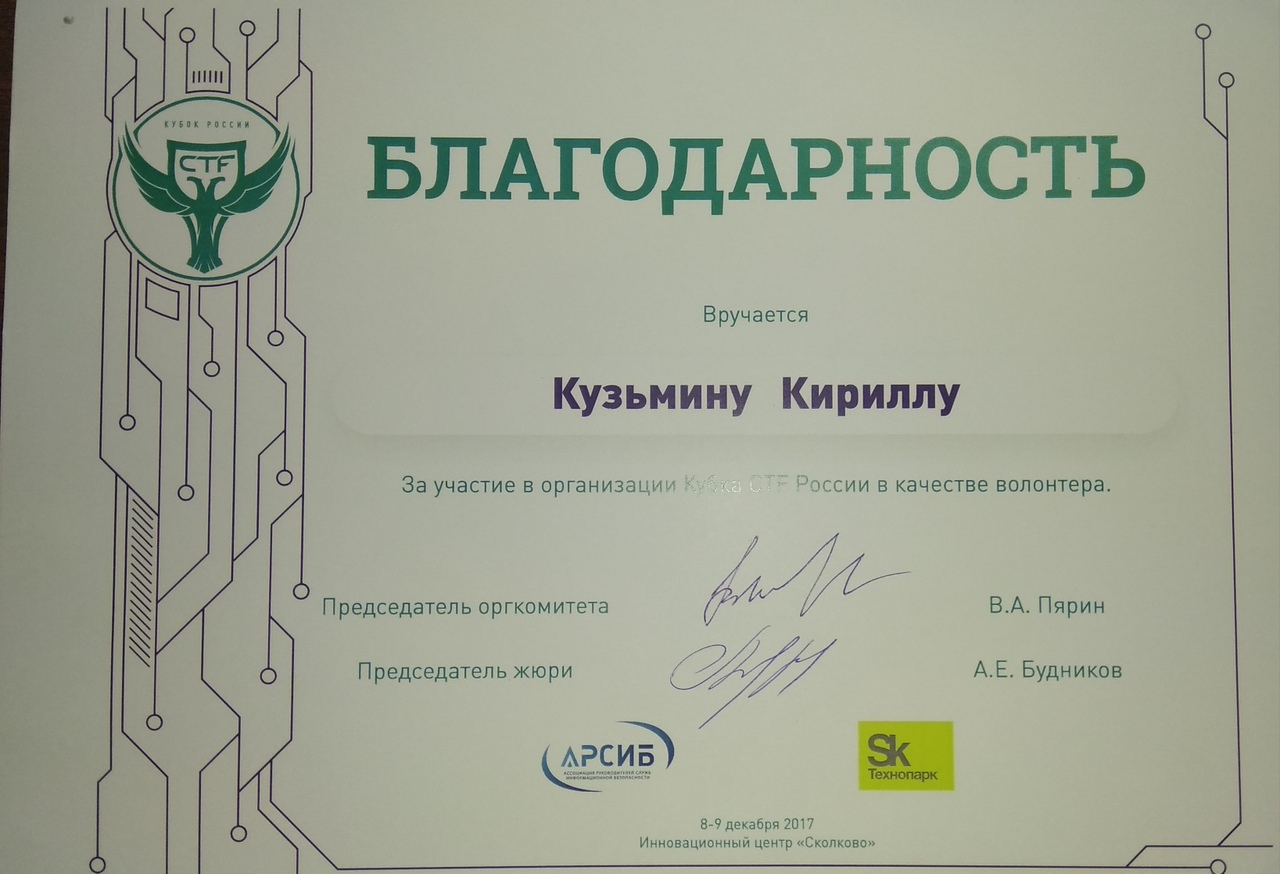 КУБОК РОССИИ
CTF
БЛАГОДАРНОСТЬ
Вручается
Кузьмину Кириллу
За участие в организации Кубка CTF России в качестве волонтера.
Председатель оргкомитета
В.А. Пярин
Председатель жюри
А.Е. Будников
АРСИБ
АССОЦИАЦИЯ РУКОВОДИТЕЛЕЙ СЛУЖБ
ИНФОРМАЦИОННОЙ БЕЗОПАСНОСТИ
Sk
Технопарк
8-9 декабря 2017
Инновационный центр «Сколково»